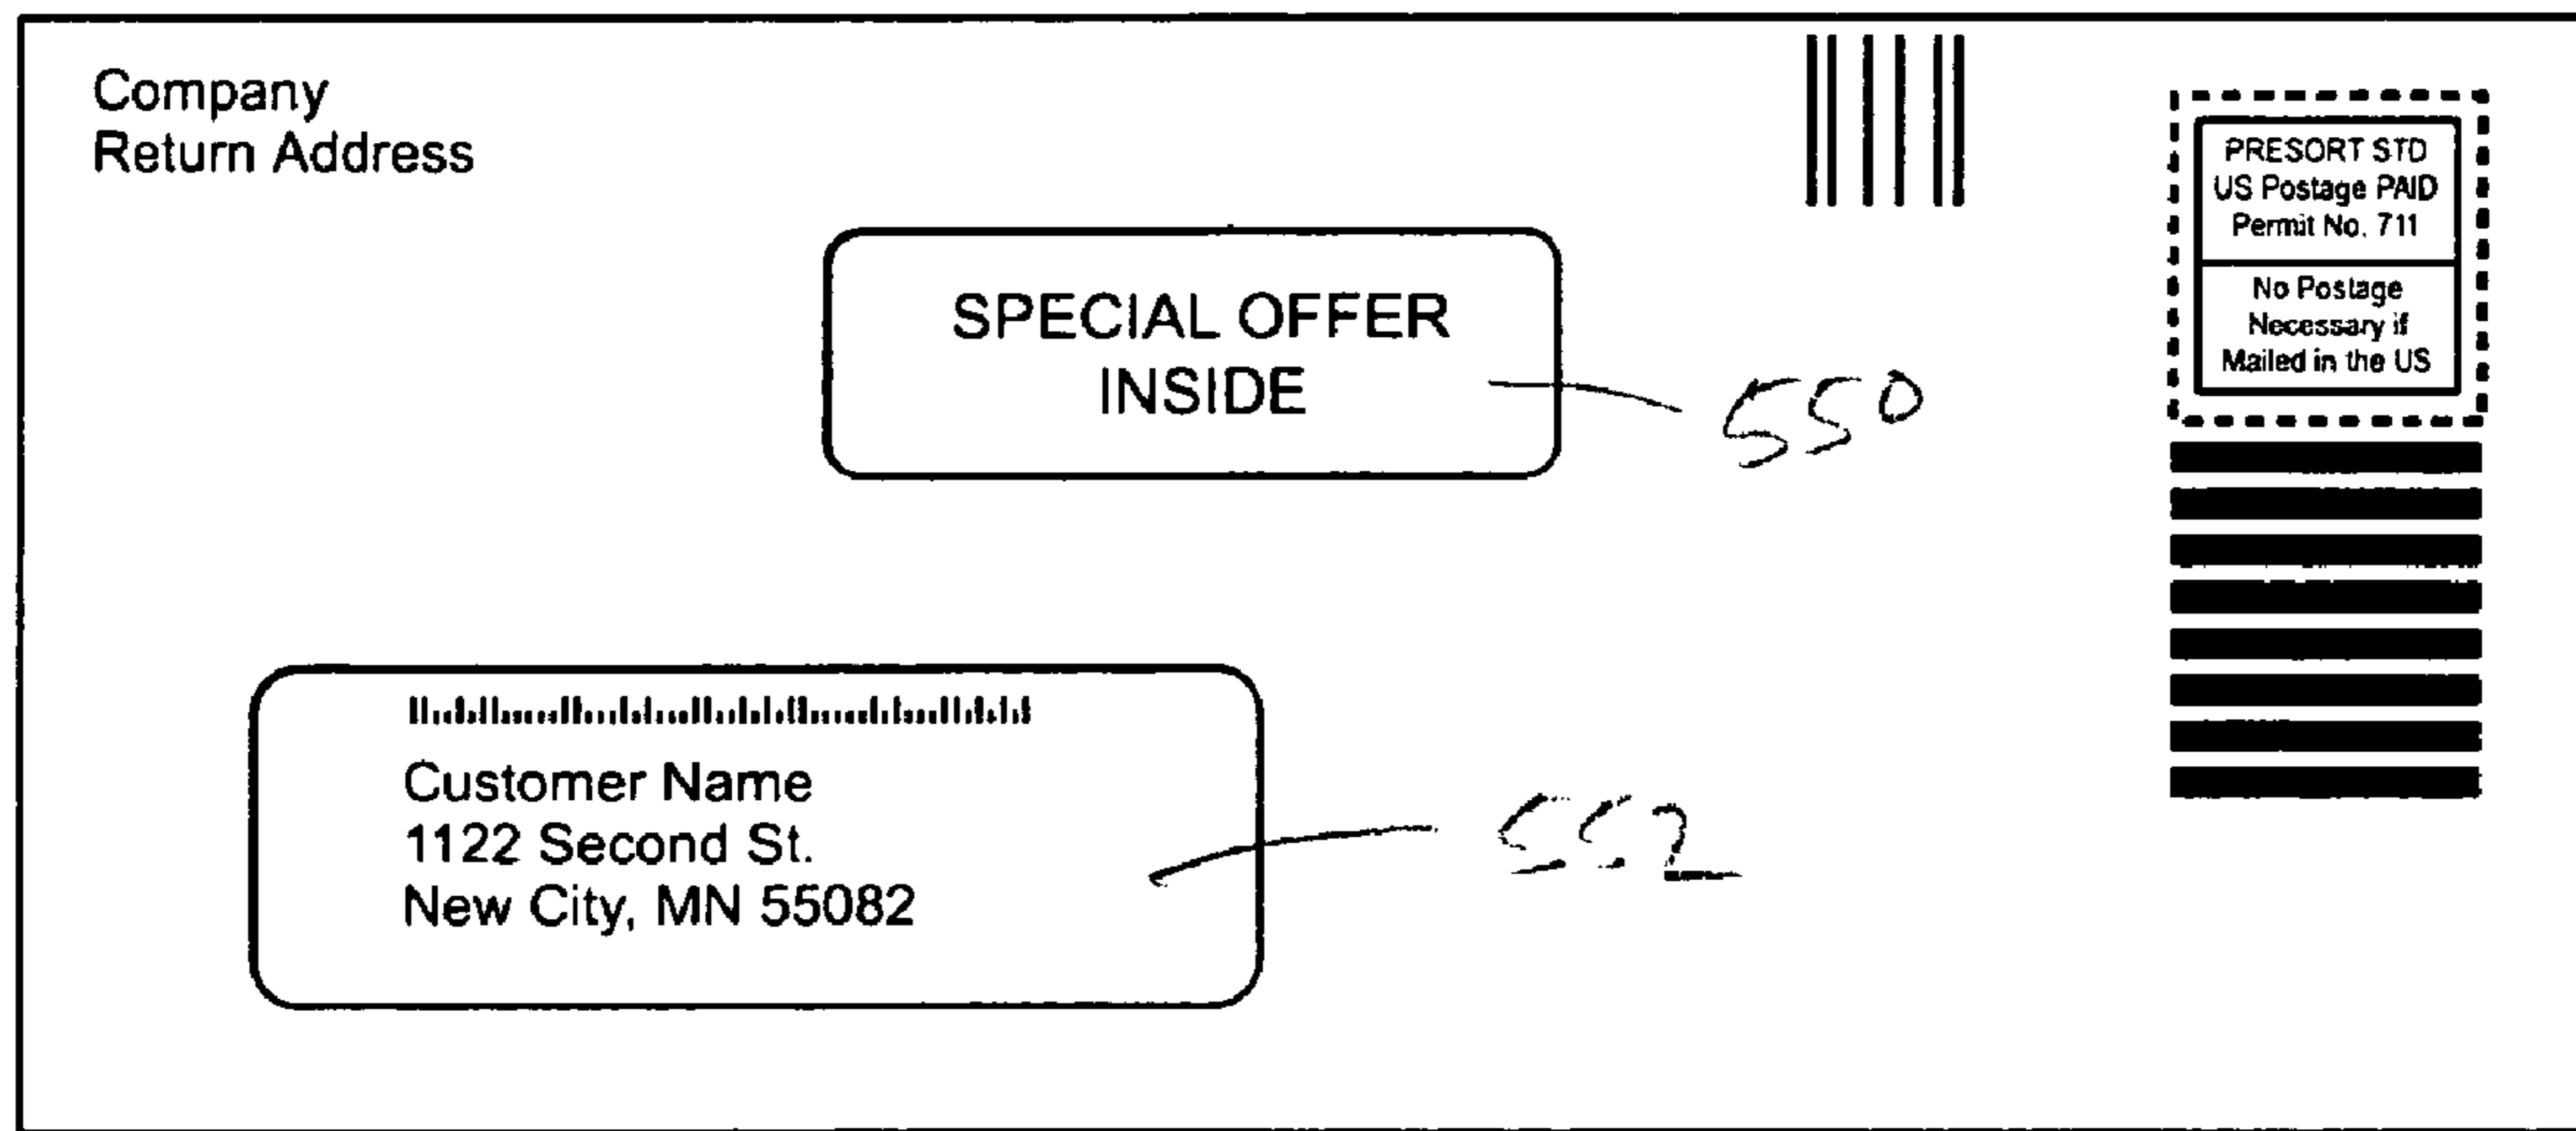 Company
Return Address
PRESORT STD
US Postage PAID
Permit No. 711
No Postage
Necessary if
Mailed in the US
SPECIAL OFFER
INSIDE
550
Customer Name
1122 Second St.
New City, MN 55082
552